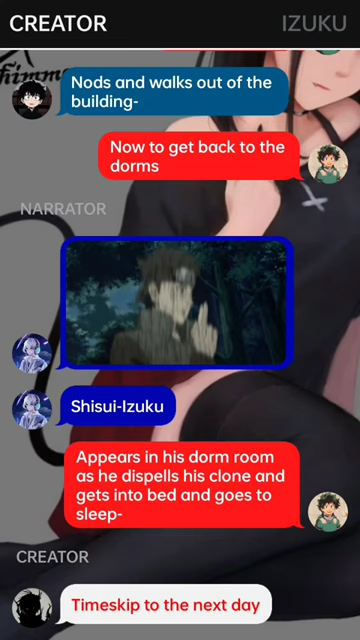 CREATOR
IZUKU
Nods and walks out of the
building-
Now to get back to the
dorms
NARRATOR
Shisui-Izuku
Appears in his dorm room
as he dispells his clone and
gets into bed and goes to
sleep-
CREATOR
Timeskip to the next day